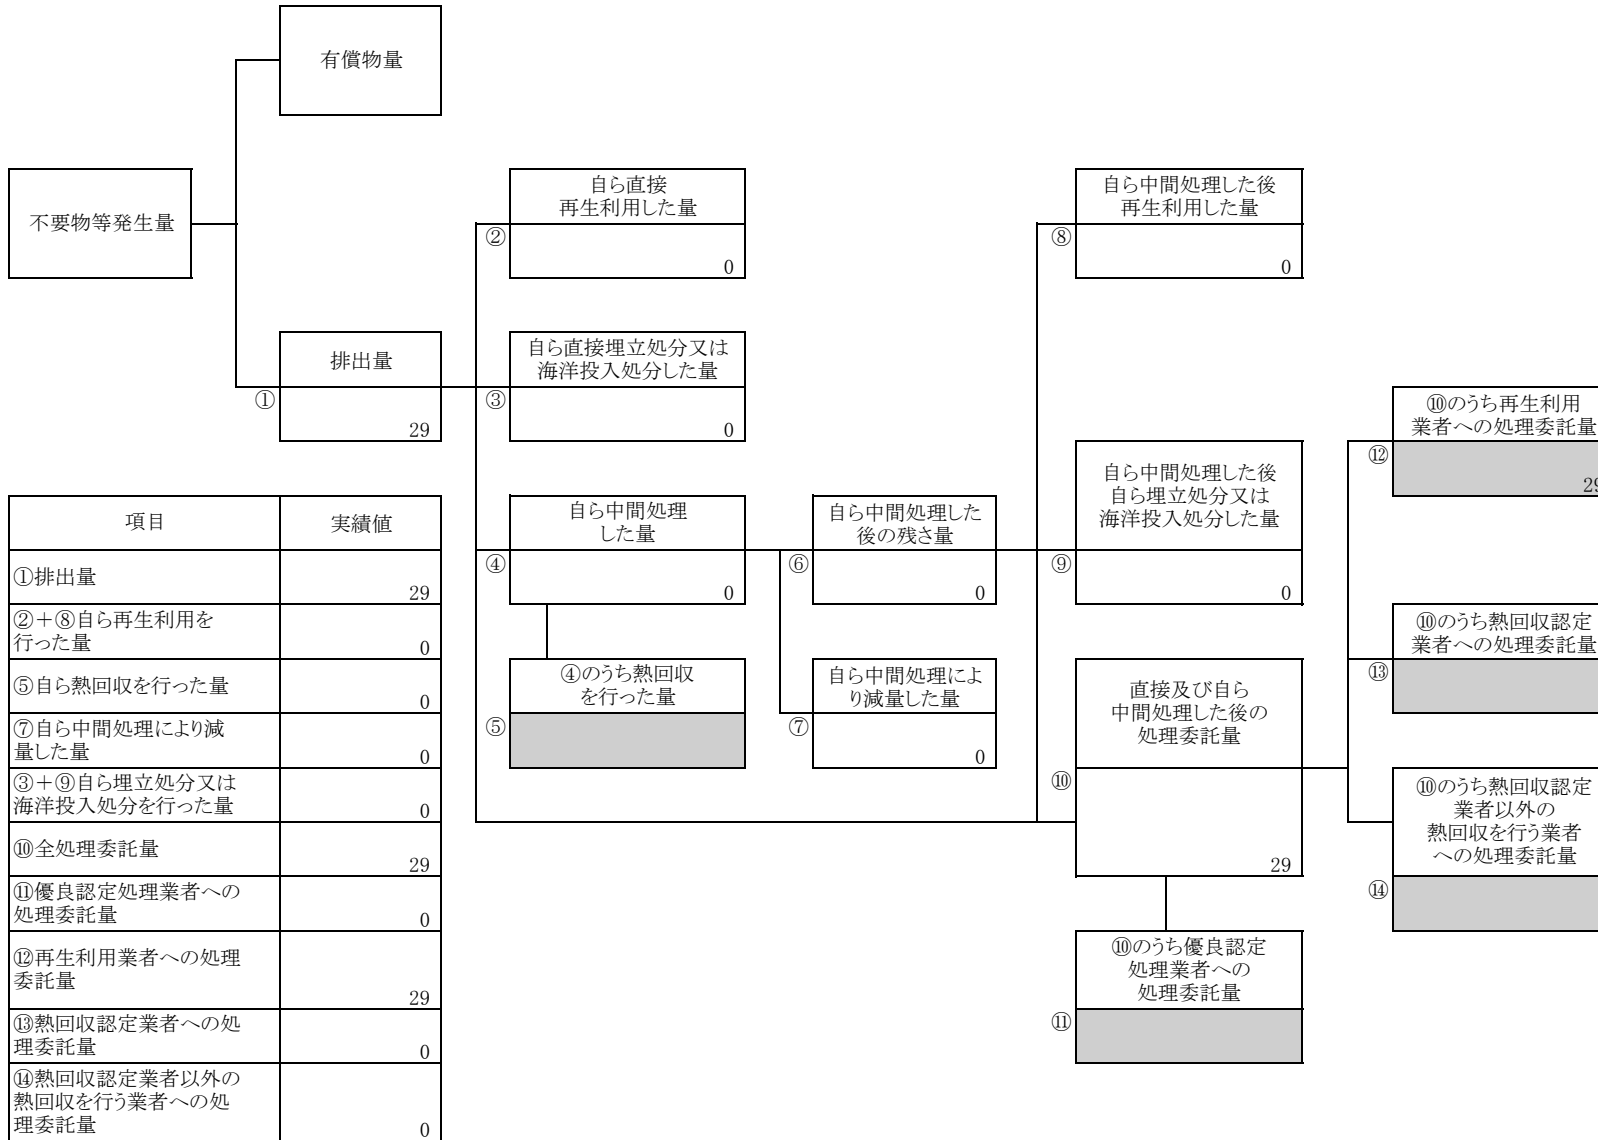 有償物量
不要物等発生量
自ら直接
再生利用した量
②
0
自ら中間処理した後
再生利用した量
⑧
0
排出量
①
29
自ら直接埋立処分又は
海洋投入処分した量
③
0
⑩のうち再生利用
業者への処理委託量
⑫
29
自ら中間処理
した量
④
0
自ら中間処理した
後の残さ量
⑥
0
自ら中間処理した後
自ら埋立処分又は
海洋投入処分した量
⑨
0
⑩のうち熱回収認定
業者への処理委託量
⑬
④のうち熱回収
を行った量
⑤
自ら中間処理によ
り減量した量
⑦
0
直接及び自ら
中間処理した後の
処理委託量
⑩
29
⑩のうち熱回収認定
業者以外の
熱回収を行う業者
への処理委託量
⑭
⑩のうち優良認定
処理業者への
処理委託量
⑪
項目 実績値
①排出量
29
②＋⑧自ら再生利用を
行った量
0
⑤自ら熱回収を行った量
0
⑦自ら中間処理により減
量した量
0
③＋⑨自ら埋立処分又は
海洋投入処分を行った量
0
⑩全処理委託量
29
⑪優良認定処理業者への
処理委託量
0
⑫再生利用業者への処理
委託量
29
⑬熱回収認定業者への処
理委託量
0
⑭熱回収認定業者以外の
熱回収を行う業者への処
理委託量
0